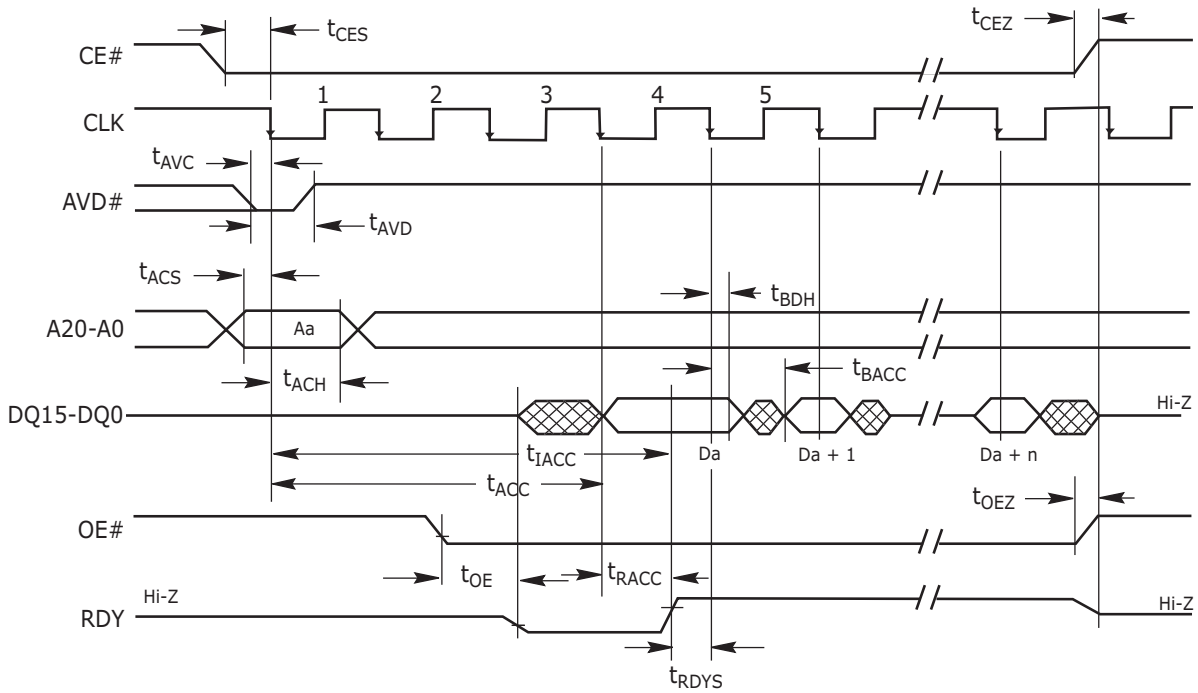 tCES
tCEZ
CE#
1 2 3 4 5
CLK
tAVC
AVD#
tAVD
tACS
tBDH
A20-A0
Aa
tACH
tBACC
DQ15-DQ0
Hi-Z
tIACC
Da
Da + 1
Da + n
tACC
tOEZ
OE#
tOE
tRACC
Hi-Z
Hi-Z
RDY
tRDYS